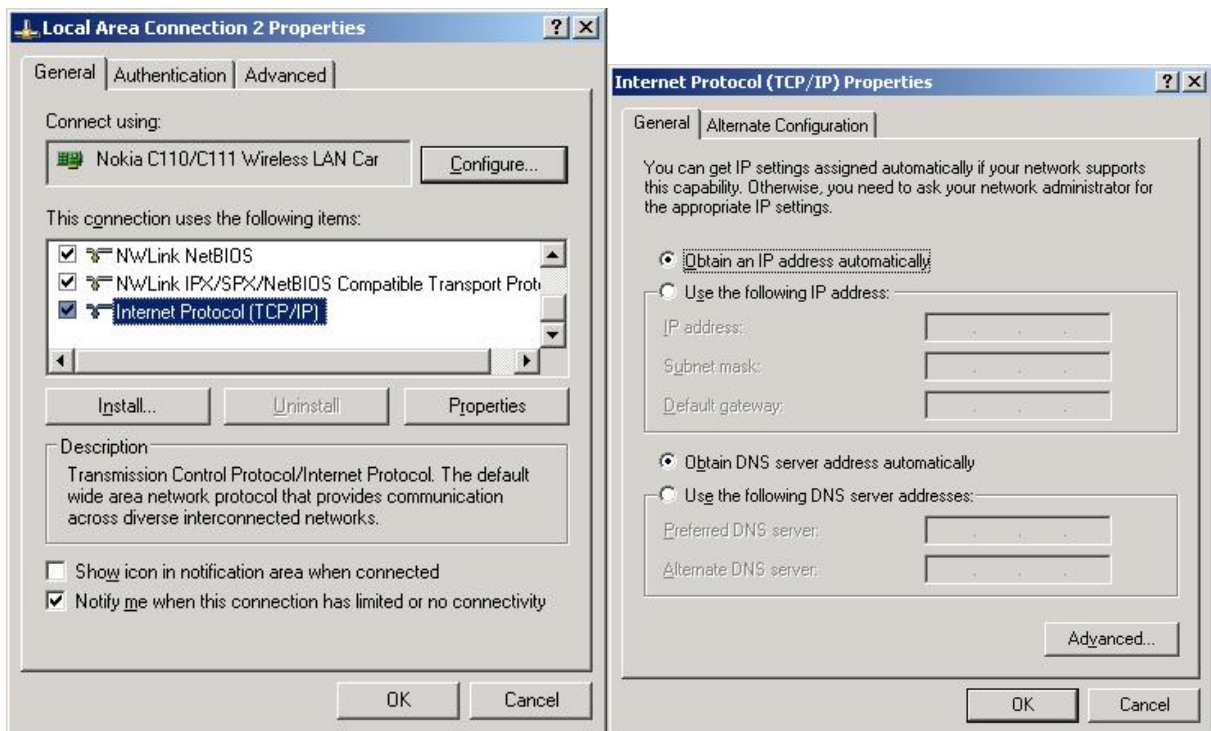 Local Area Connection 2 Properties
General
Authentication
Advanced
Connect using:
Nokia C110/C111 Wireless LAN Car
Configure...
This connection uses the following items:
NWLink NetBIOS
NWLink IPX/SPX/NetBIOS Compatible Transport Prot
Internet Protocol (TCP/IP)
Install...
Uninstall
Properties
Description
Transmission Control Protocol/Internet Protocol. The default
wide area network protocol that provides communication
across diverse interconnected networks.
Show icon in notification area when connected
Notify me when this connection has limited or no connectivity
OK
Cancel
Internet Protocol (TCP/IP) Properties
General
Alternate Configuration
You can get IP settings assigned automatically if your network supports
this capability. Otherwise, you need to ask your network administrator for
the appropriate IP settings.
Obtain an IP address automatically
Use the following IP address:
IP address:
Subnet mask:
Default gateway:
Obtain DNS server address automatically
Use the following DNS server addresses:
Preferred DNS server:
Alternate DNS server:
Advanced...
OK
Cancel